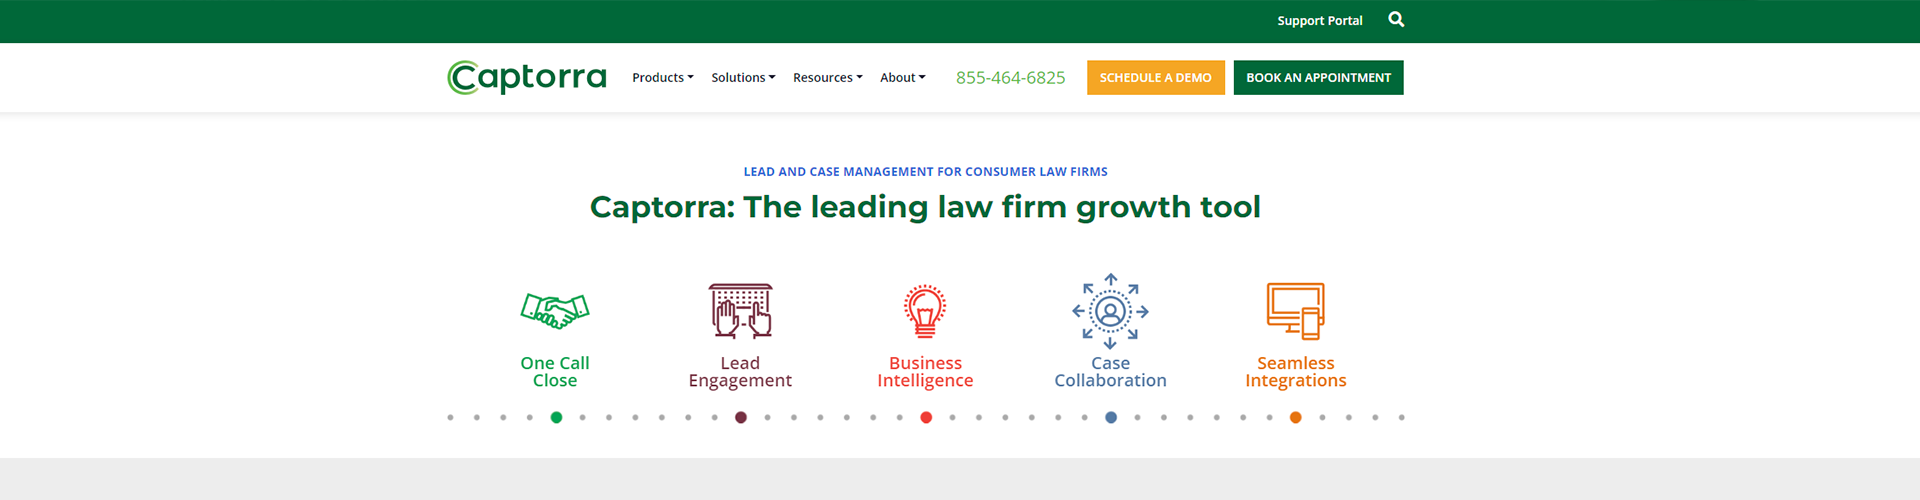 Support Portal
Captorra
Products
Solutions
Resources
About
855-464-6825
SCHEDULE A DEMO
BOOK AN APPOINTMENT
LEAD AND CASE MANAGEMENT FOR CONSUMER LAW FIRMS
Captorra: The leading law firm growth tool
One Call
Close
Lead
Engagement
Business
Intelligence
Case
Collaboration
Seamless
Integrations